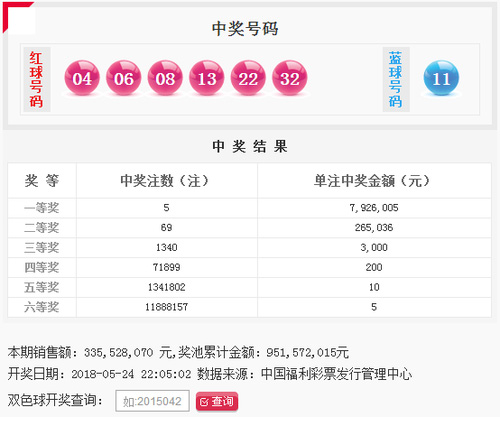 中奖号码
红球号码 04 06 08 13 22 32 蓝球号码 11
中 奖 结 果
奖 等 中奖注数（注） 单注中奖金额（元）
一等奖 5 7,926,005
二等奖 69 265,036
三等奖 1340 3,000
四等奖 71899 200
五等奖 1341802 10
六等奖 11888157 5
本期销售额：335,528,070 元,奖池累计金额：951,572,015元
开奖日期：2018-05-24 22:05:02 数据来源：中国福利彩票发行管理中心
双色球开奖查询： 如:2015042 查询